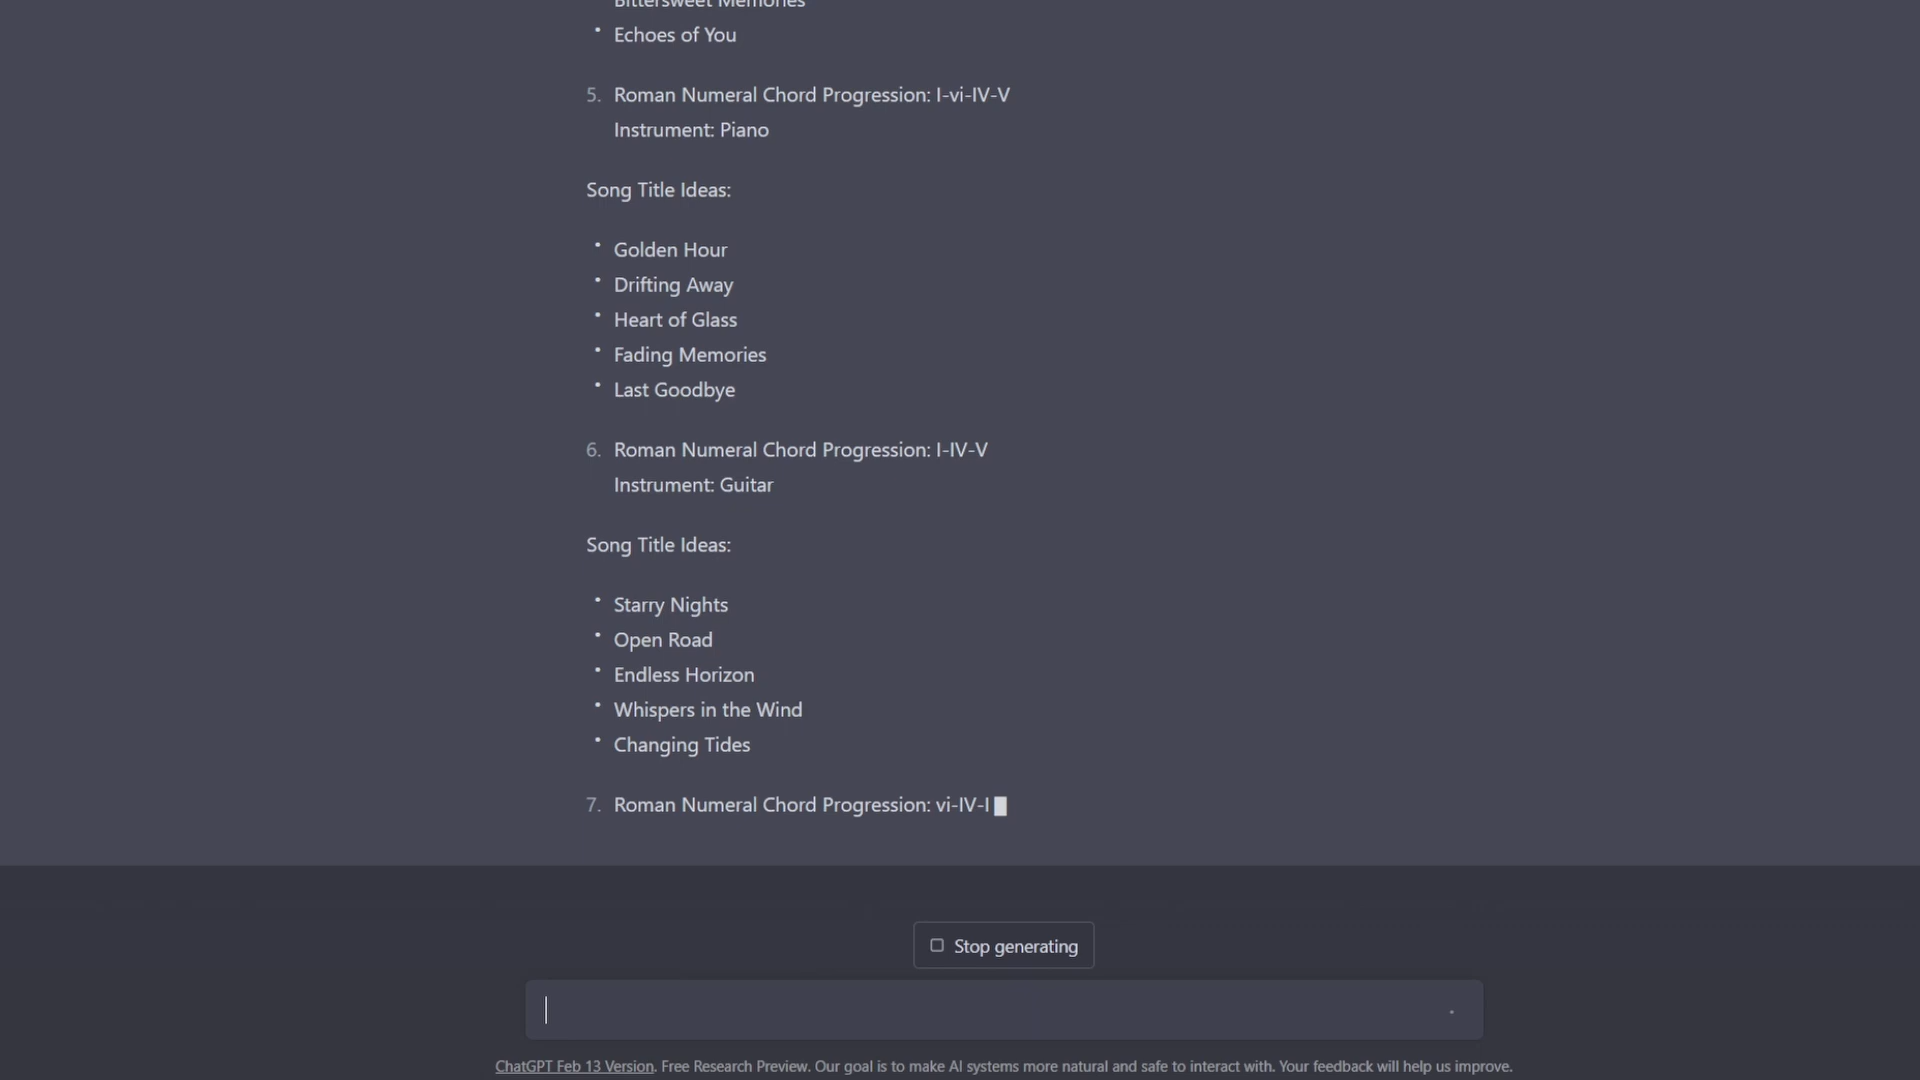 Bittersweet Memories
• Echoes of You
5. Roman Numeral Chord Progression: I-vi-IV-V
Instrument: Piano
Song Title Ideas:
• Golden Hour
• Drifting Away
• Heart of Glass
• Fading Memories
• Last Goodbye
6. Roman Numeral Chord Progression: I-IV-V
Instrument: Guitar
Song Title Ideas:
• Starry Nights
• Open Road
• Endless Horizon
• Whispers in the Wind
• Changing Tides
7. Roman Numeral Chord Progression: vi-IV-I
Stop generating
ChatGPT Feb 13 Version. Free Research Preview. Our goal is to make AI systems more natural and safe to interact with. Your feedback will help us improve.